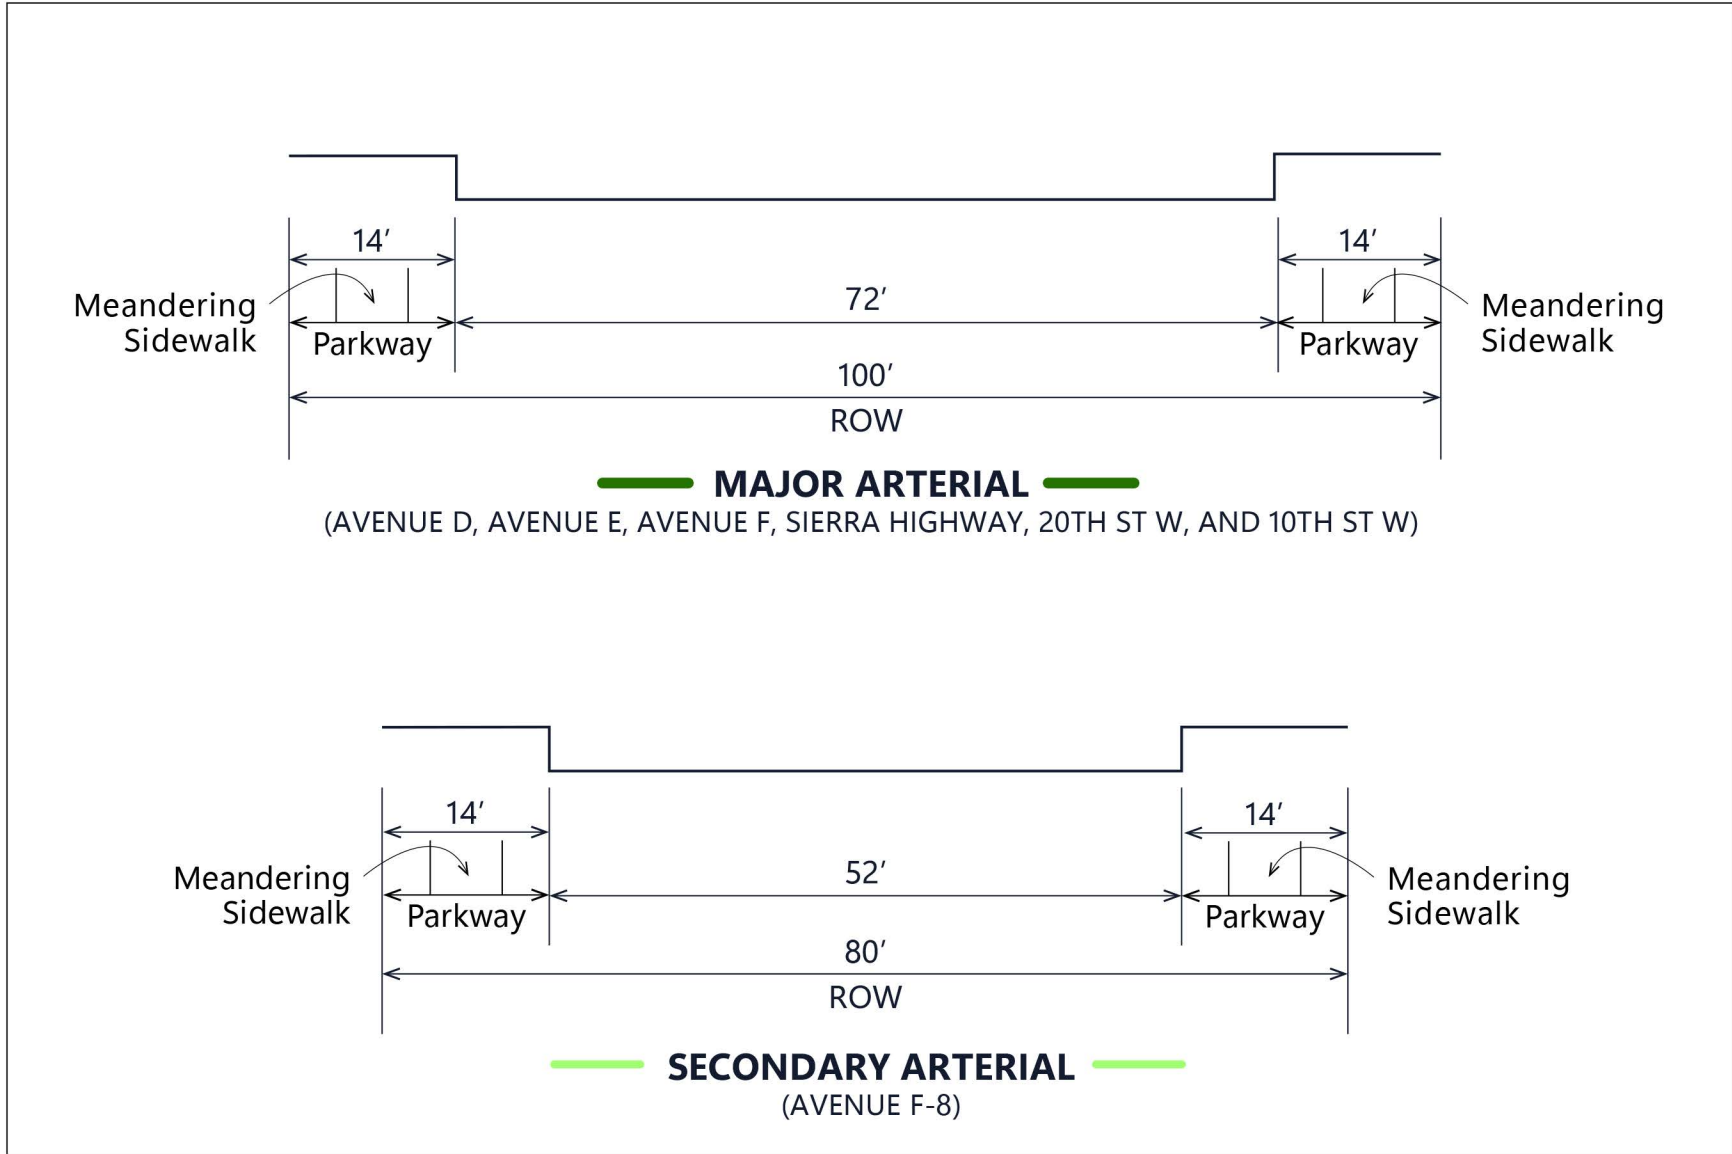 14’
14’
Meandering
Sidewalk
72’
Meandering
Sidewalk
Parkway
Parkway
100’
ROW
MAJOR ARTERIAL
(AVENUE D, AVENUE E, AVENUE F, SIERRA HIGHWAY, 20TH ST W, AND 10TH ST W)
14’
14’
Meandering
Sidewalk
52’
Meandering
Sidewalk
Parkway
Parkway
80’
ROW
SECONDARY ARTERIAL
(AVENUE F-8)